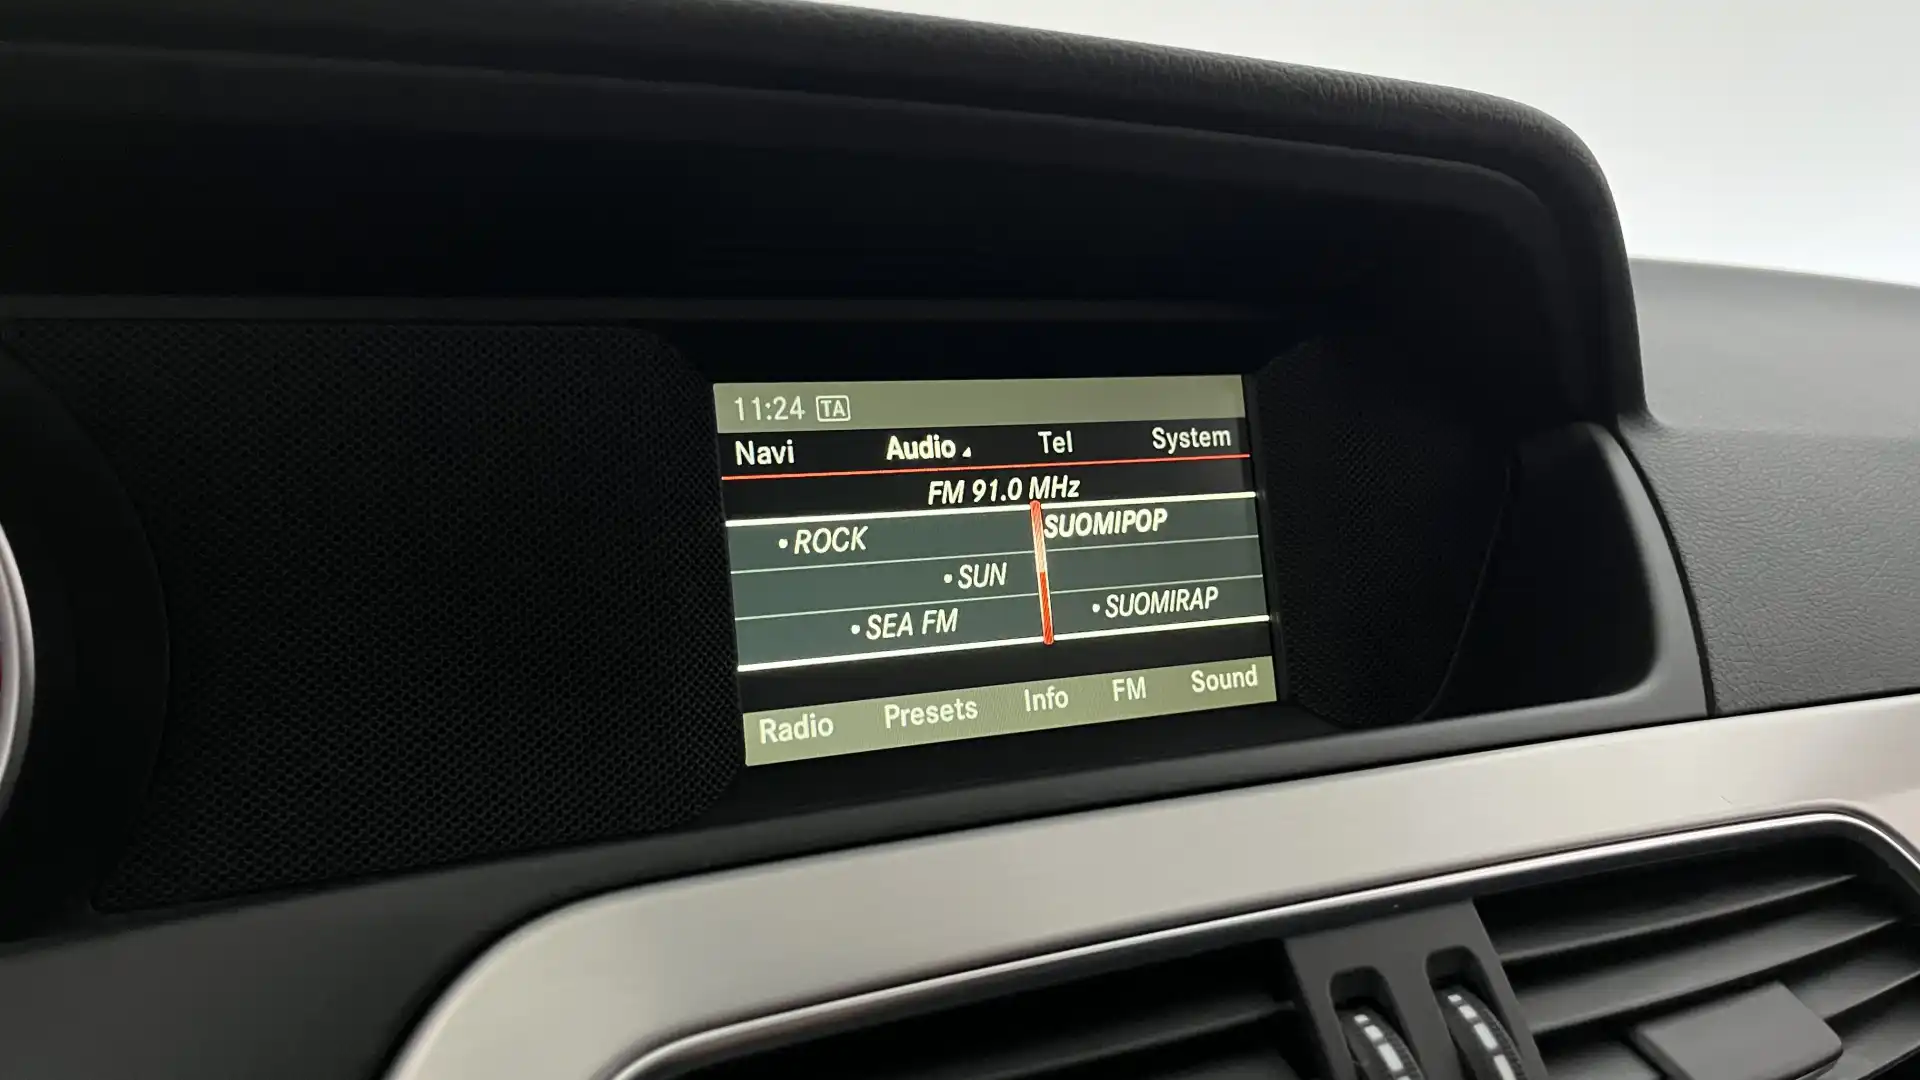 11:24 TA
Navi Audio Tel System
FM 91.0 MHz
• ROCK SUOMIPOP
• SUN
• SEA FM • SUOMIRAP
Radio Presets Info FM Sound